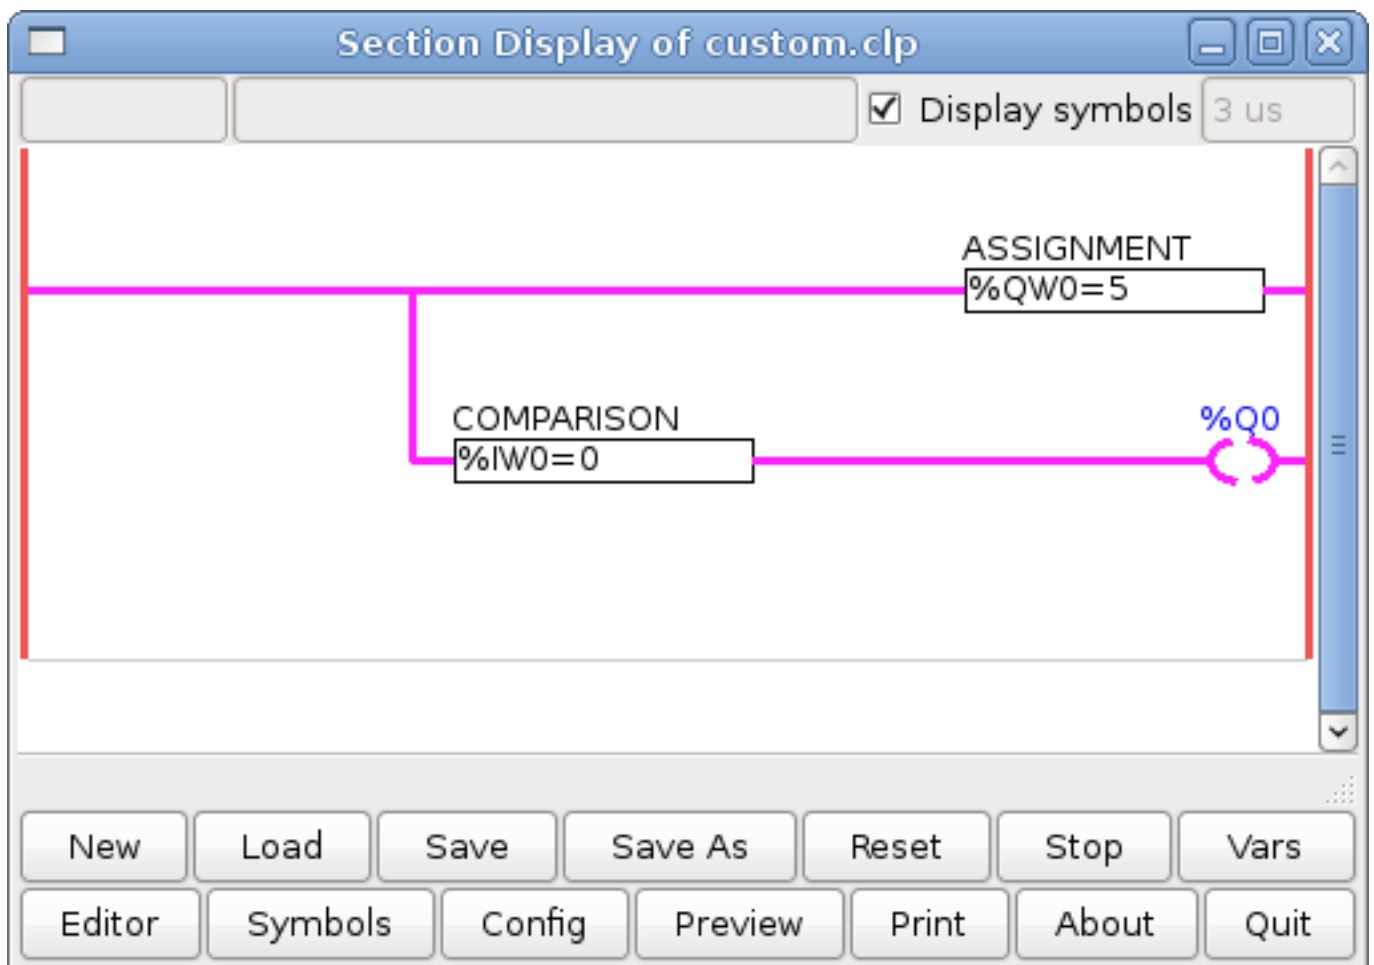 Section Display of custom.clp
Display symbols 3 us
ASSIGNMENT
%QW0=5
COMPARISON %Q0
%IW0=0
New Load Save Save As Reset Stop Vars
Editor Symbols Config Preview Print About Quit